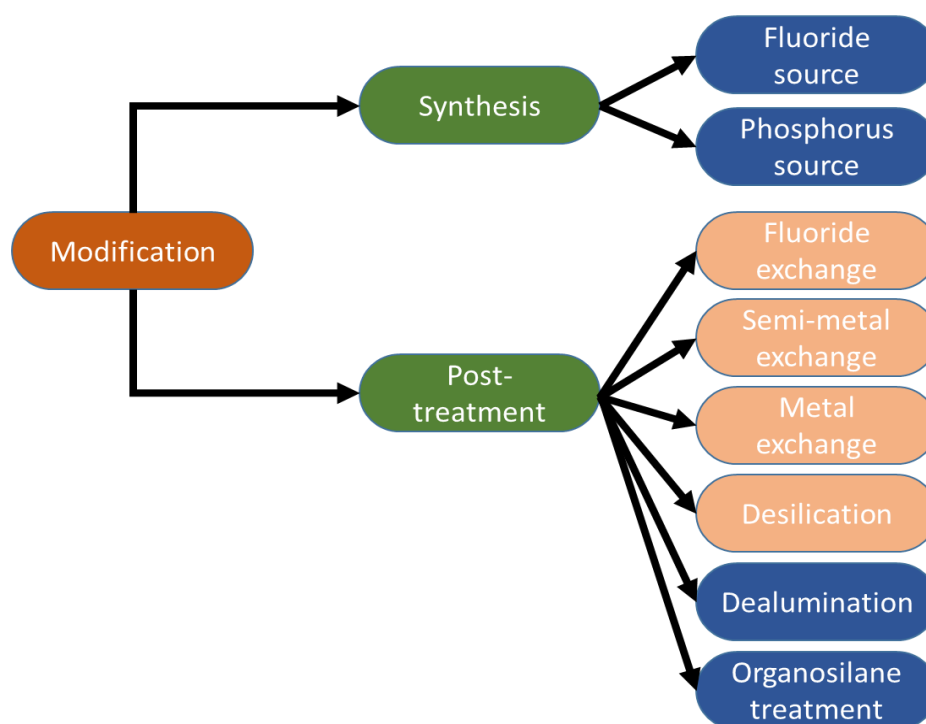 Fluoride
source
Synthesis
Phosphorus
source
Modification
Fluoride
exchange
Semi-metal
exchange
Post-
treatment
Metal
exchange
Desilication
Dealumination
Organosilane
treatment